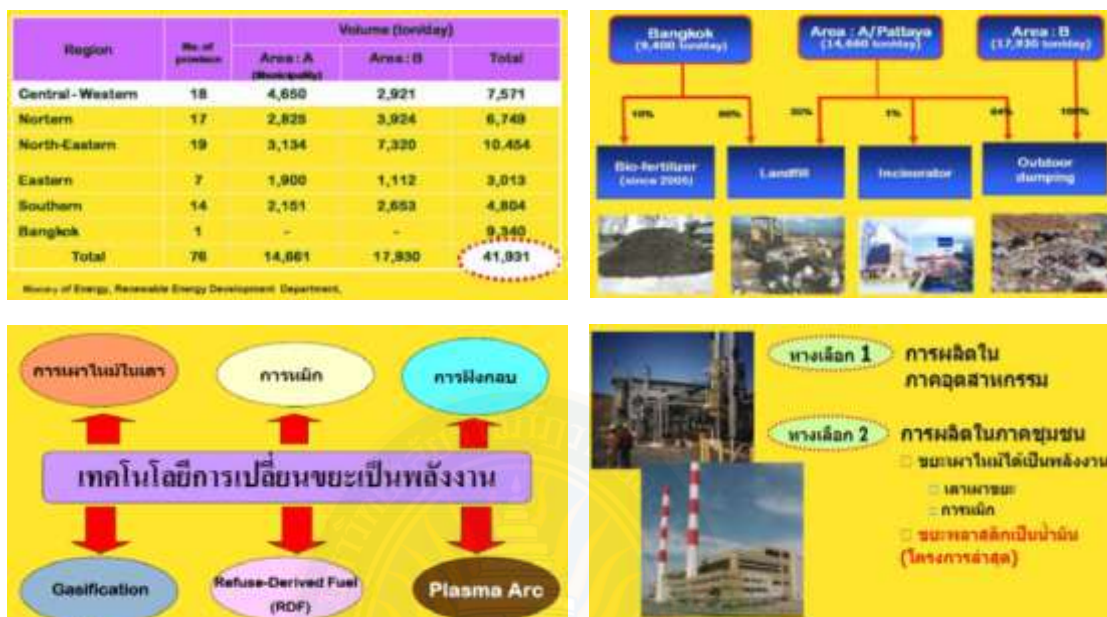 Region No. of province Volume (ton/day)
Area : A (Municipality) Area : B Total
Central - Western 18 4,650 2,921 7,571
Nortern 17 2,825 3,924 6,749
North-Eastern 19 3,134 7,320 10.454
Eastern 7 1,900 1,112 3,013
Southern 14 2,151 2,653 4,804
Bangkok 1 - - 9,340
Total 76 14,661 17,930 41,931
Ministry of Energy, Renewable Energy Development Department,
Bangkok
(9,400 ton/day)
Area : A/Pattaya
(14,660 ton/day)
Area : B
(17,930 ton/day)
10% 1% 100%
Bio-fertilizer
(since 2005)
Landfill
Incinerator
Outdoor
dumping
การเผาไหม้ในเตา
การหมัก
การฝังกลบ
เทคโนโลยีการเปลี่ยนขยะเป็นพลังงาน
Gasification
Refuse-Derived Fuel
(RDF)
Plasma Arc
ทางเลือก 1 การผลิตใน
ภาคอุตสาหกรรม
ทางเลือก 2 การผลิตในภาคชุมชน
ขยะเผาไหม้ได้เป็นพลังงาน
เตาเผาขยะ
การหมัก
ขยะพลาสติกเป็นน้ำมัน
(โครงการล่าสุด)